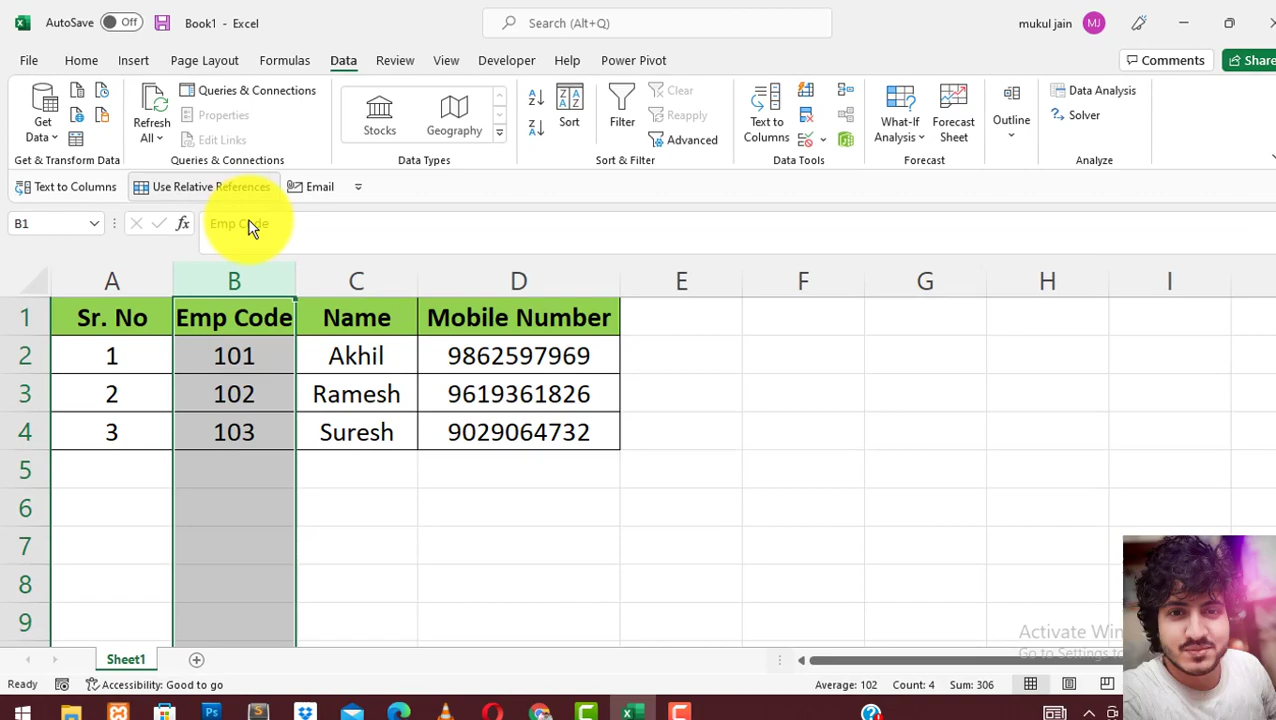 AutoSave Off Book1 - Excel Search (Alt+Q) mukul jain MJ
File Home Insert Page Layout Formulas Data Review View Developer Help Power Pivot Comments Share
Get Data Refresh All Queries & Connections Properties Edit Links Stocks Geography Sort Filter Clear Reapply Advanced Text to Columns What-If Analysis Forecast Sheet Outline Data Analysis Solver
Get & Transform Data Queries & Connections Data Types Sort & Filter Data Tools Forecast Analyze
Text to Columns Use Relative References Email
B1 fx Emp Code
A B C D E F G H I
1 Sr. No Emp Code Name Mobile Number
2 1 101 Akhil 9862597969
3 2 102 Ramesh 9619361826
4 3 103 Suresh 9029064732
5
6
7
8
9
Activate Win
Go to Settings to
Sheet1
Ready Accessibility: Good to go Average: 102 Count: 4 Sum: 306